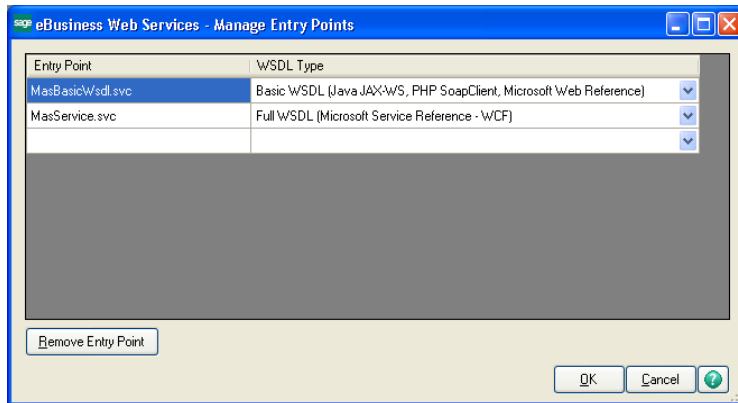 sage eBusiness Web Services - Manage Entry Points
Entry Point WSDL Type
MasBasicWsdl.svc Basic WSDL (Java JAX-WS, PHP SoapClient, Microsoft Web Reference)
MasService.svc Full WSDL (Microsoft Service Reference - WCF)
Remove Entry Point
OK Cancel ?